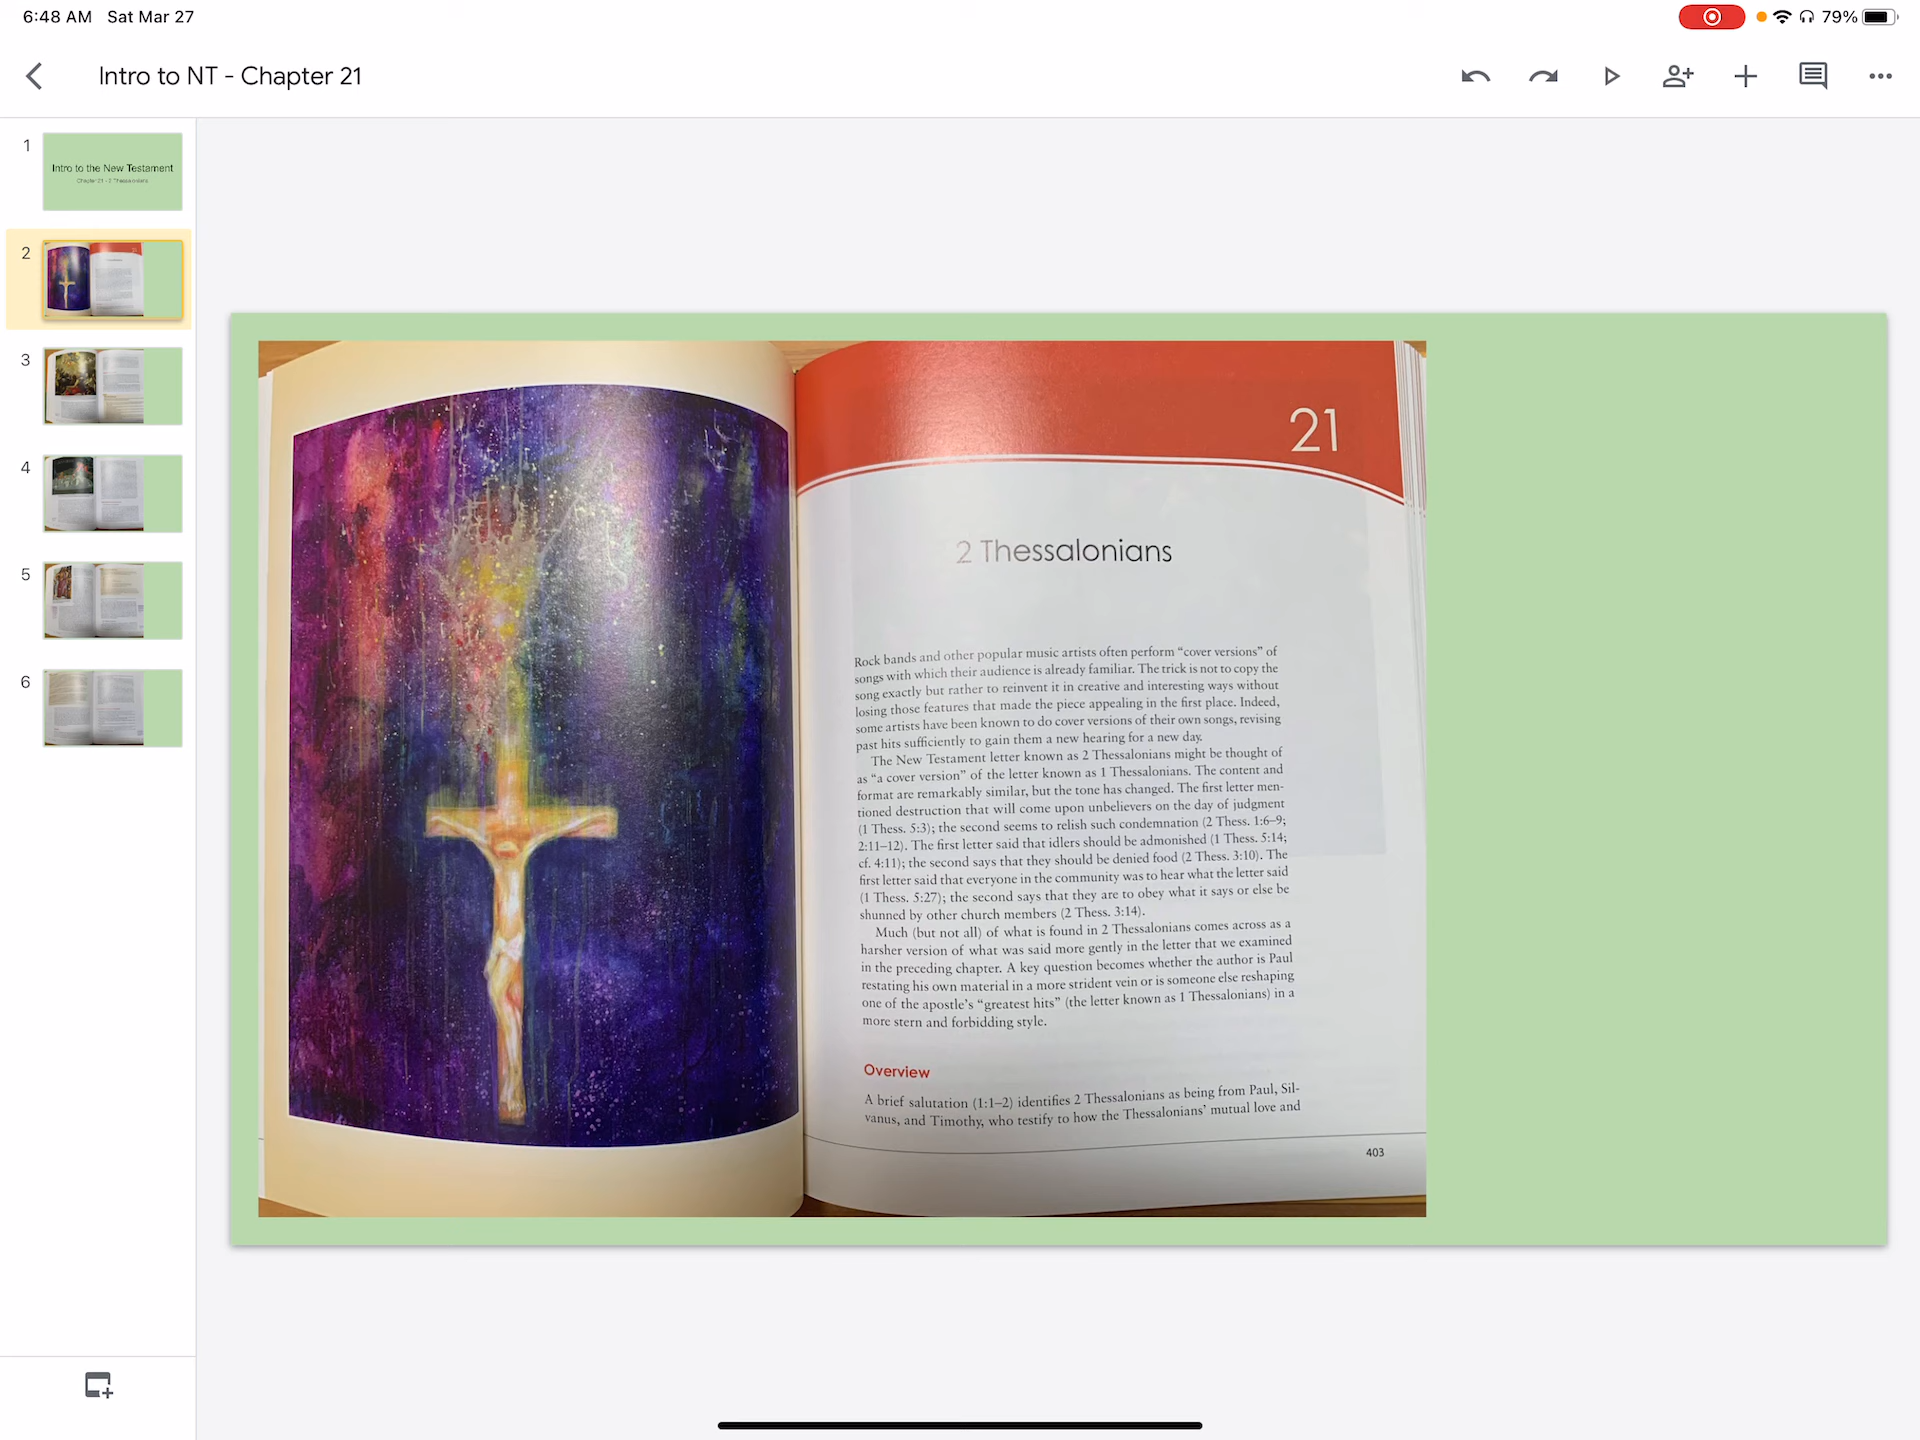 6:48 AM Sat Mar 27
79%
Intro to NT - Chapter 21
1
Intro to the New Testament
Chapter 21 - 2 Thessalonians
2
3
4
5
6
21
2 Thessalonians
Rock bands and other popular music artists often perform “cover versions” of
songs with which their audience is already familiar. The trick is not to copy the
song exactly but rather to reinvent it in creative and interesting ways without
losing those features that made the piece appealing in the first place. Indeed,
some artists have been known to do cover versions of their own songs, revising
past hits sufficiently to gain them a new hearing for a new day.
The New Testament letter known as 2 Thessalonians might be thought of
as “a cover version” of the letter known as 1 Thessalonians. The content and
format are remarkably similar, but the tone has changed. The first letter men-
tioned destruction that will come upon unbelievers on the day of judgment
(1 Thess. 5:3); the second seems to relish such condemnation (2 Thess. 1:6–9;
2:11–12). The first letter said that idlers should be admonished (1 Thess. 5:14;
cf. 4:11); the second says that they should be denied food (2 Thess. 3:10). The
first letter said that everyone in the community was to hear what the letter said
(1 Thess. 5:27); the second says that they are to obey what it says or else be
shunned by other church members (2 Thess. 3:14).
Much (but not all) of what is found in 2 Thessalonians comes across as a
harsher version of what was said more gently in the letter that we examined
in the preceding chapter. A key question becomes whether the author is Paul
restating his own material in a more strident vein or is someone else reshaping
one of the apostle’s “greatest hits” (the letter known as 1 Thessalonians) in a
more stern and forbidding style.
Overview
A brief salutation (1:1–2) identifies 2 Thessalonians as being from Paul, Sil-
vanus, and Timothy, who testify to how the Thessalonians’ mutual love and
403